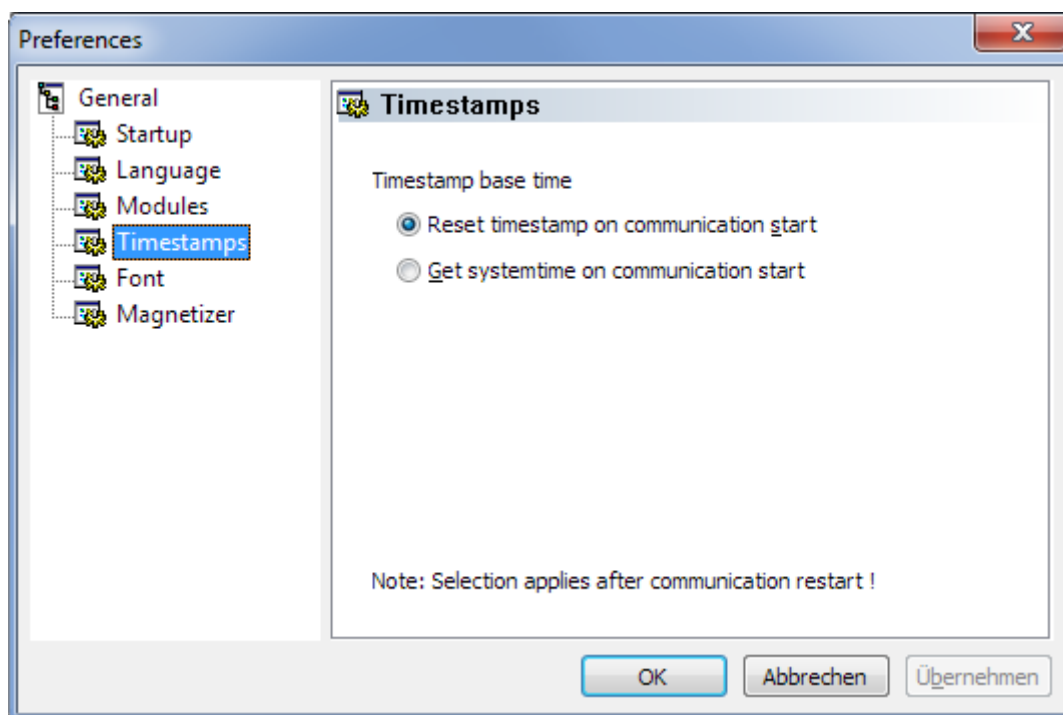 Preferences
General
Startup
Language
Modules
Timestamps
Font
Magnetizer
Timestamps
Timestamp base time
Reset timestamp on communication start
Get systemtime on communication start
Note: Selection applies after communication restart !
OK
Abbrechen
Übernehmen